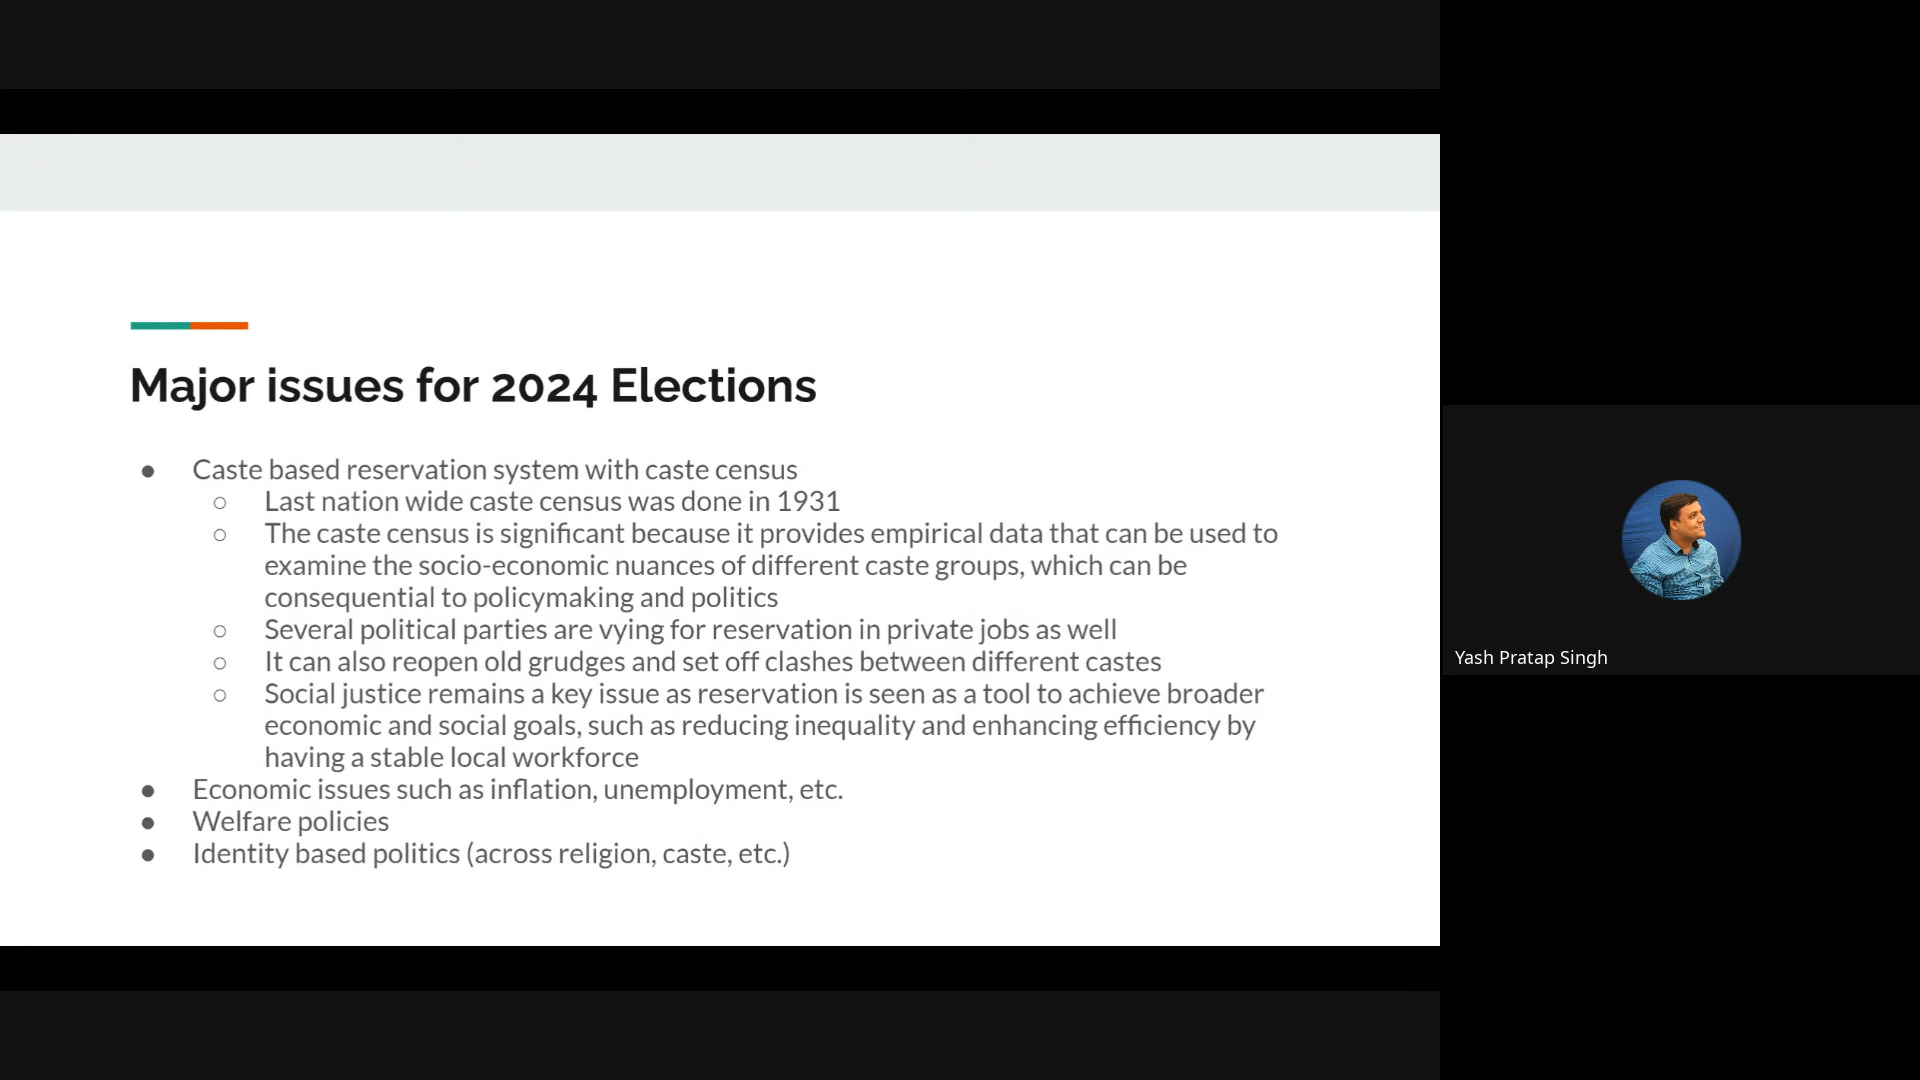 Major issues for 2024 Elections
● Caste based reservation system with caste census
○ Last nation wide caste census was done in 1931
○ The caste census is significant because it provides empirical data that can be used to
examine the socio-economic nuances of different caste groups, which can be
consequential to policymaking and politics
○ Several political parties are vying for reservation in private jobs as well
○ It can also reopen old grudges and set off clashes between different castes
○ Social justice remains a key issue as reservation is seen as a tool to achieve broader
economic and social goals, such as reducing inequality and enhancing efficiency by
having a stable local workforce
● Economic issues such as inflation, unemployment, etc.
● Welfare policies
● Identity based politics (across religion, caste, etc.)
Yash Pratap Singh